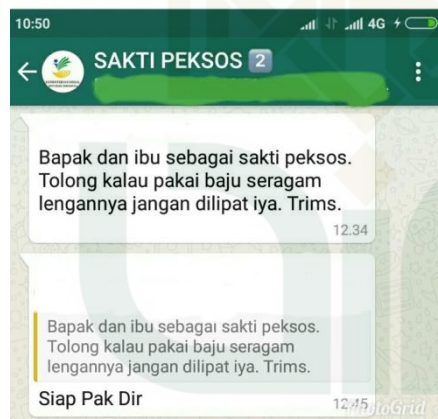 10:50
4G
SAKTI PEKSOS 2
Bapak dan ibu sebagai sakti peksos.
Tolong kalau pakai baju seragam
lengannya jangan dilipat iya. Trims.
12.34
Bapak dan ibu sebagai sakti peksos.
Tolong kalau pakai baju seragam
lengannya jangan dilipat iya. Trims.
Siap Pak Dir
12.45
PhotoGrid